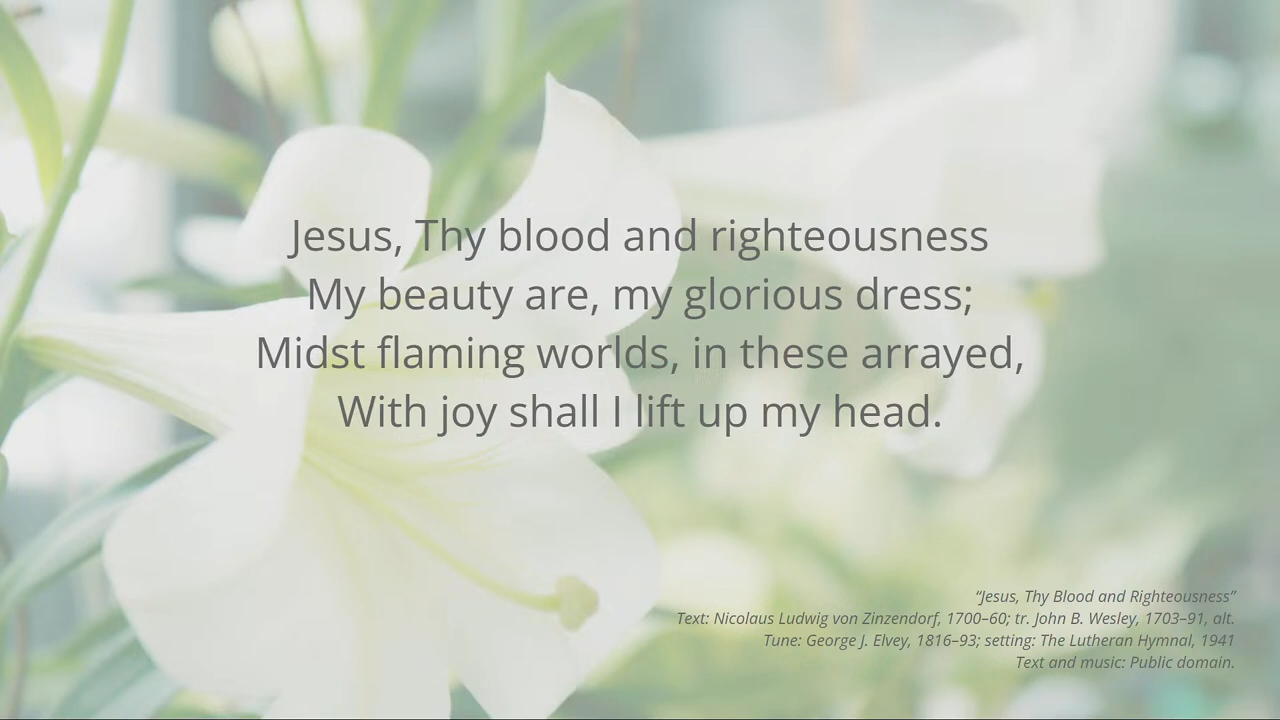 Jesus, Thy blood and righteousness
My beauty are, my glorious dress;
Midst flaming worlds, in these arrayed,
With joy shall I lift up my head.
“Jesus, Thy Blood and Righteousness”
Text: Nicolaus Ludwig von Zinzendorf, 1700–60; tr. John B. Wesley, 1703–91, alt.
Tune: George J. Elvey, 1816–93; setting: The Lutheran Hymnal, 1941
Text and music: Public domain.